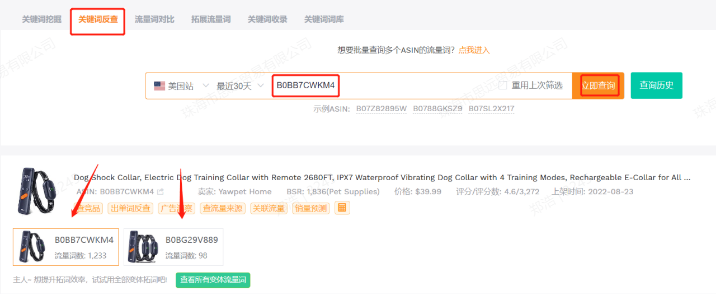 关键词挖掘 关键词反查 流量词对比 拓展流量词 关键词收录 关键词词库
想要批量查询多个ASIN的流量词? 点我进入
美国站 最近30天 B0BB7CWKM4 重用上次筛选 立即查询 查询历史
示例ASIN: B07Z82895W B0788GKSZ9 B07SL2X217
Dog Shock Collar, Electric Dog Training Collar with Remote 2680FT, IPX7 Waterproof Vibrating Dog Collar with 4 Training Modes, Rechargeable E-Collar for All ...
ASIN: B0BB7CWKM4 卖家: Yawpet Home BSR: 1,836(Pet Supplies) 价格: $39.99 评分/评分数: 4.6/3,272 上架时间: 2022-08-23
查竞品 出单词反查 广告 查流量来源 关联流量 销量预测
B0BB7CWKM4 B0BG29V889
流量词数: 1,233 流量词数: 98
主人~ 想提升拓词效率, 试试用全部变体拓词吧! 查看所有变体流量词